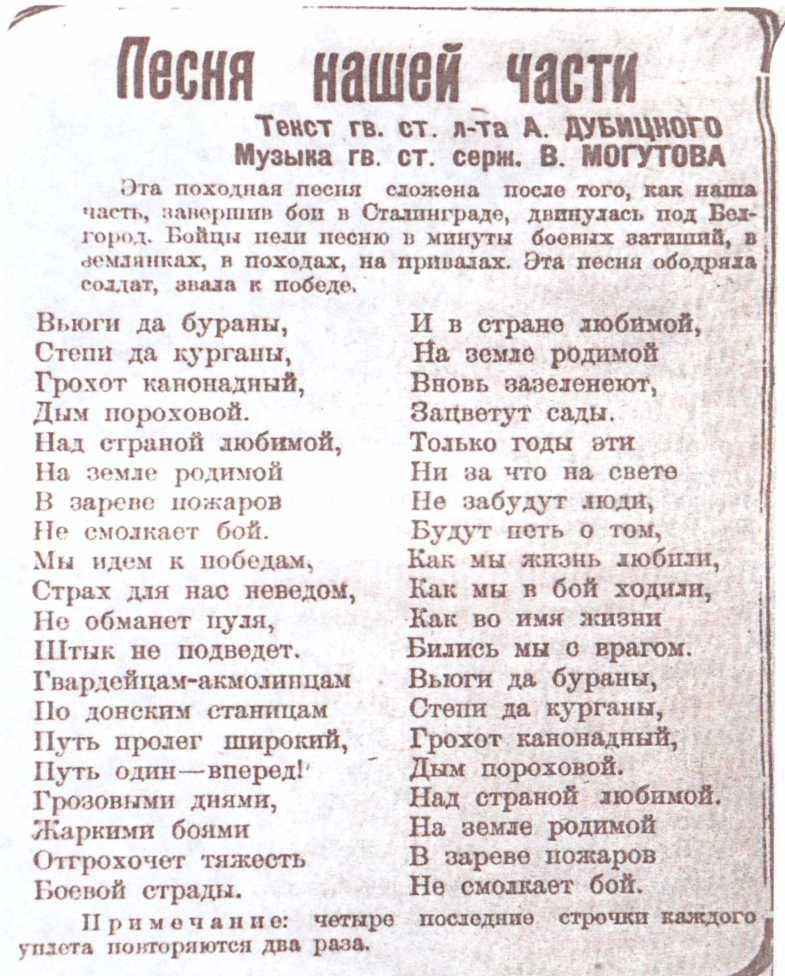 Песня нашей части
Текст гв. ст. л-та А. ДУБИЦКОГО
Музыка гв. ст. серж. В. МОГУТОВА
Эта походная песня сложена после того, как наша
часть, завершив бои в Сталинграде, двинулась под Бел-
город. Бойцы пели песню в минуты боевых затиший, в
землянках, в походах, на привалах. Эта песня ободряла
солдат, звала к победе.
Вьюги да бураны,
Степи да курганы,
Грохот канонадный,
Дым пороховой.
Над страной любимой,
На земле родимой
В зареве пожаров
Не смолкает бой.
Мы идем к победам,
Страх для нас неведом,
Не обманет пуля,
Штык не подведет.
Гвардейцам-акмолинцам
По донским станицам
Путь пролег широкий,
Путь один—вперед!
Грозовыми днями,
Жаркими боями
Отгрохочет тяжесть
Боевой страды.
И в стране любимой,
На земле родимой
Вновь зазеленеют,
Зацветут сады.
Только годы эти
Ни за что на свете
Не забудут люди,
Будут петь о том,
Как мы жизнь любили,
Как мы в бой ходили,
Как во имя жизни
Бились мы с врагом.
Вьюги да бураны,
Степи да курганы,
Грохот канонадный,
Дым пороховой.
Над страной любимой.
На земле родимой
В зареве пожаров
Не смолкает бой.
Примечание: четыре последние строчки каждого
уплета повторяются два раза.